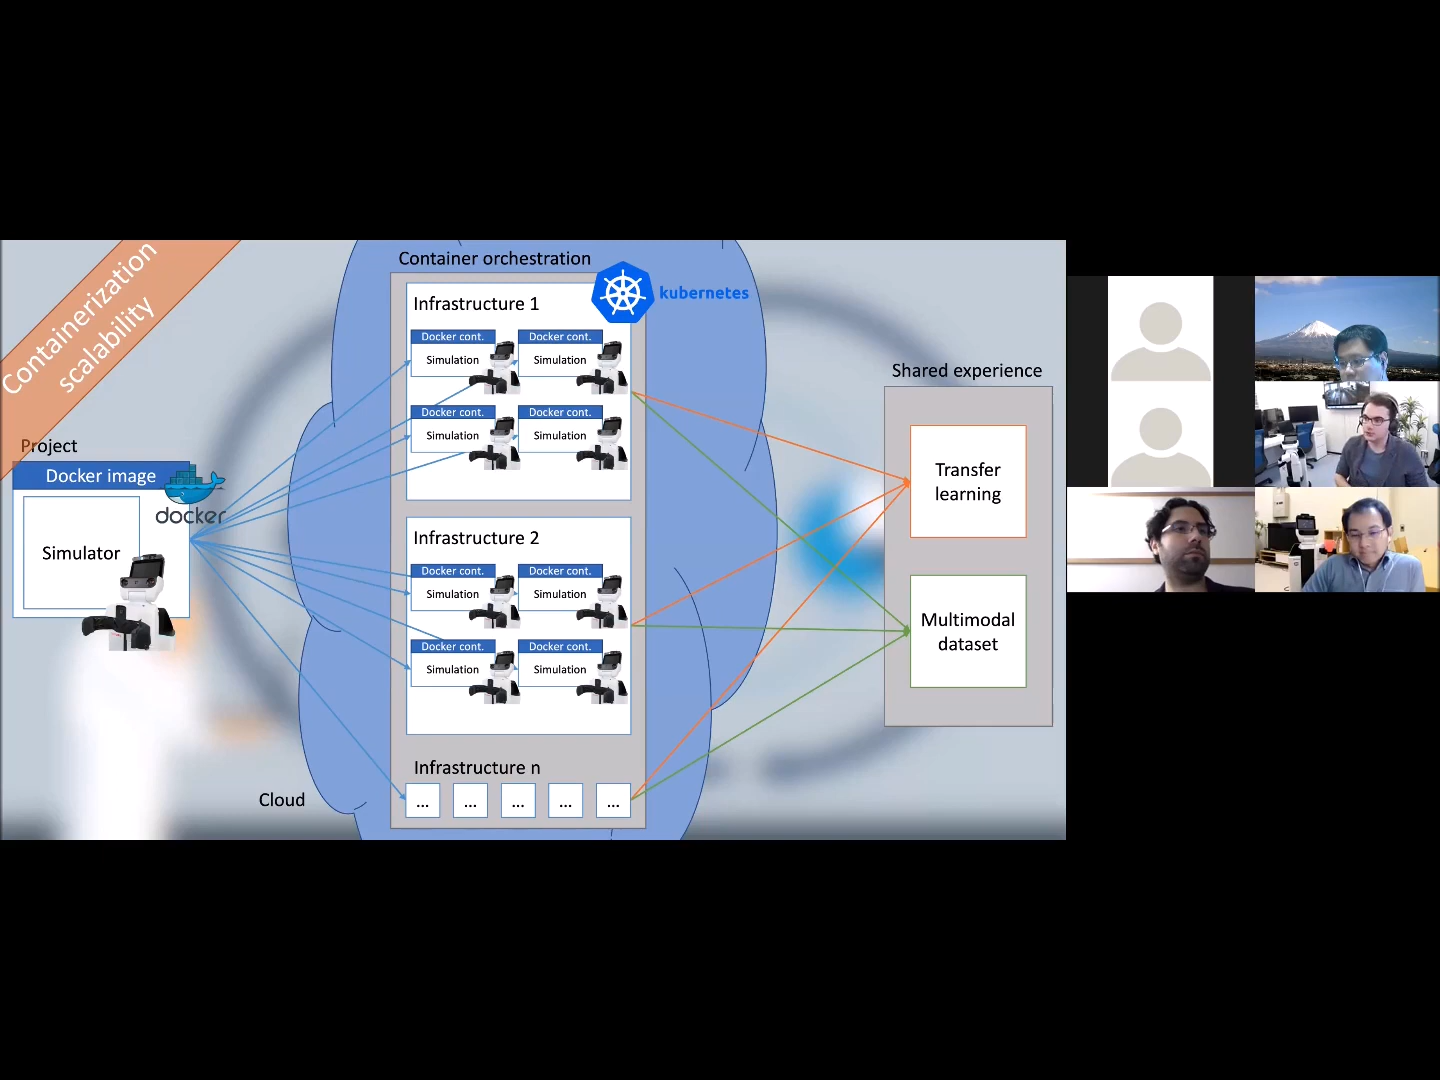 Containerization
scalability
Project
Docker image
docker
Simulator
Cloud
Container orchestration
kubernetes
Infrastructure 1
Docker cont.
Docker cont.
Simulation
Simulation
Docker cont.
Docker cont.
Simulation
Simulation
Infrastructure 2
Docker cont.
Docker cont.
Simulation
Simulation
Docker cont.
Docker cont.
Simulation
Simulation
Infrastructure n
... ... ... ... ...
Shared experience
Transfer
learning
Multimodal
dataset